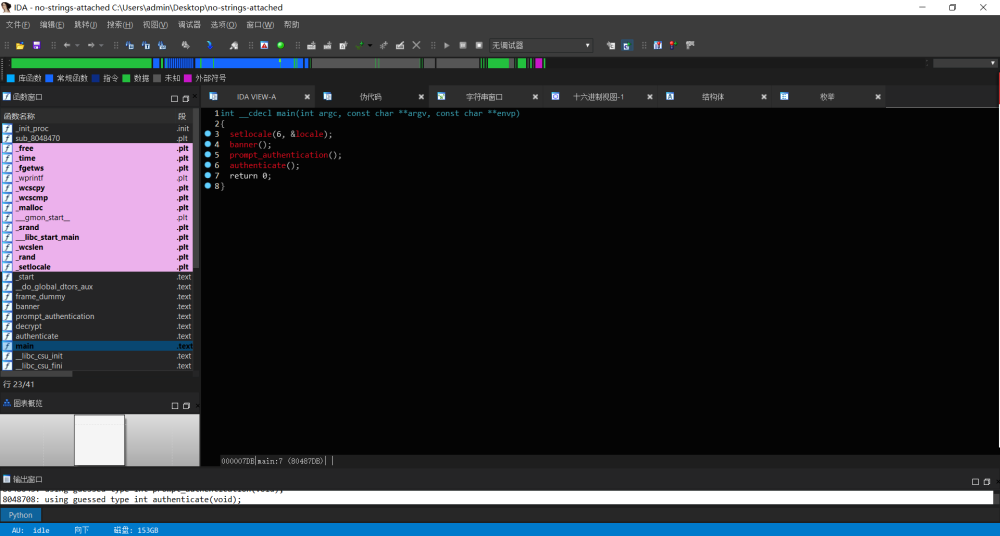 IDA - no-strings-attached C:\Users\admin\Desktop\no-strings-attached
文件(F) 编辑(E) 跳转(J) 搜索(H) 视图(V) 调试器 选项(O) 窗口(W) 帮助
无调试器
库函数 常规函数 指令 数据 未知 外部符号
函数窗口
IDA VIEW-A 伪代码 字符串窗口 十六进制视图-1 结构体 枚举
函数名称 段
_init_proc .init
sub_8048470 .plt
_free .plt
_time .plt
_fgetws .plt
_wprintf .plt
_wcscpy .plt
_wcscmp .plt
_malloc .plt
___gmon_start__ .plt
_srand .plt
___libc_start_main .plt
_wcslen .plt
_rand .plt
_setlocale .plt
_start .text
__do_global_dtors_aux .text
frame_dummy .text
banner .text
prompt_authentication .text
decrypt .text
authenticate .text
main .text
__libc_csu_init .text
__libc_csu_fini .text
行 23/41
1 int __cdecl main(int argc, const char **argv, const char **envp)
2 {
3 setlocale(6, &locale);
4 banner();
5 prompt_authentication();
6 authenticate();
7 return 0;
8 }
图表概览
000007DB main:7 (80487DB)
输出窗口
8048708: using guessed type int authenticate(void);
Python
AU: idle 向下 磁盘: 153GB